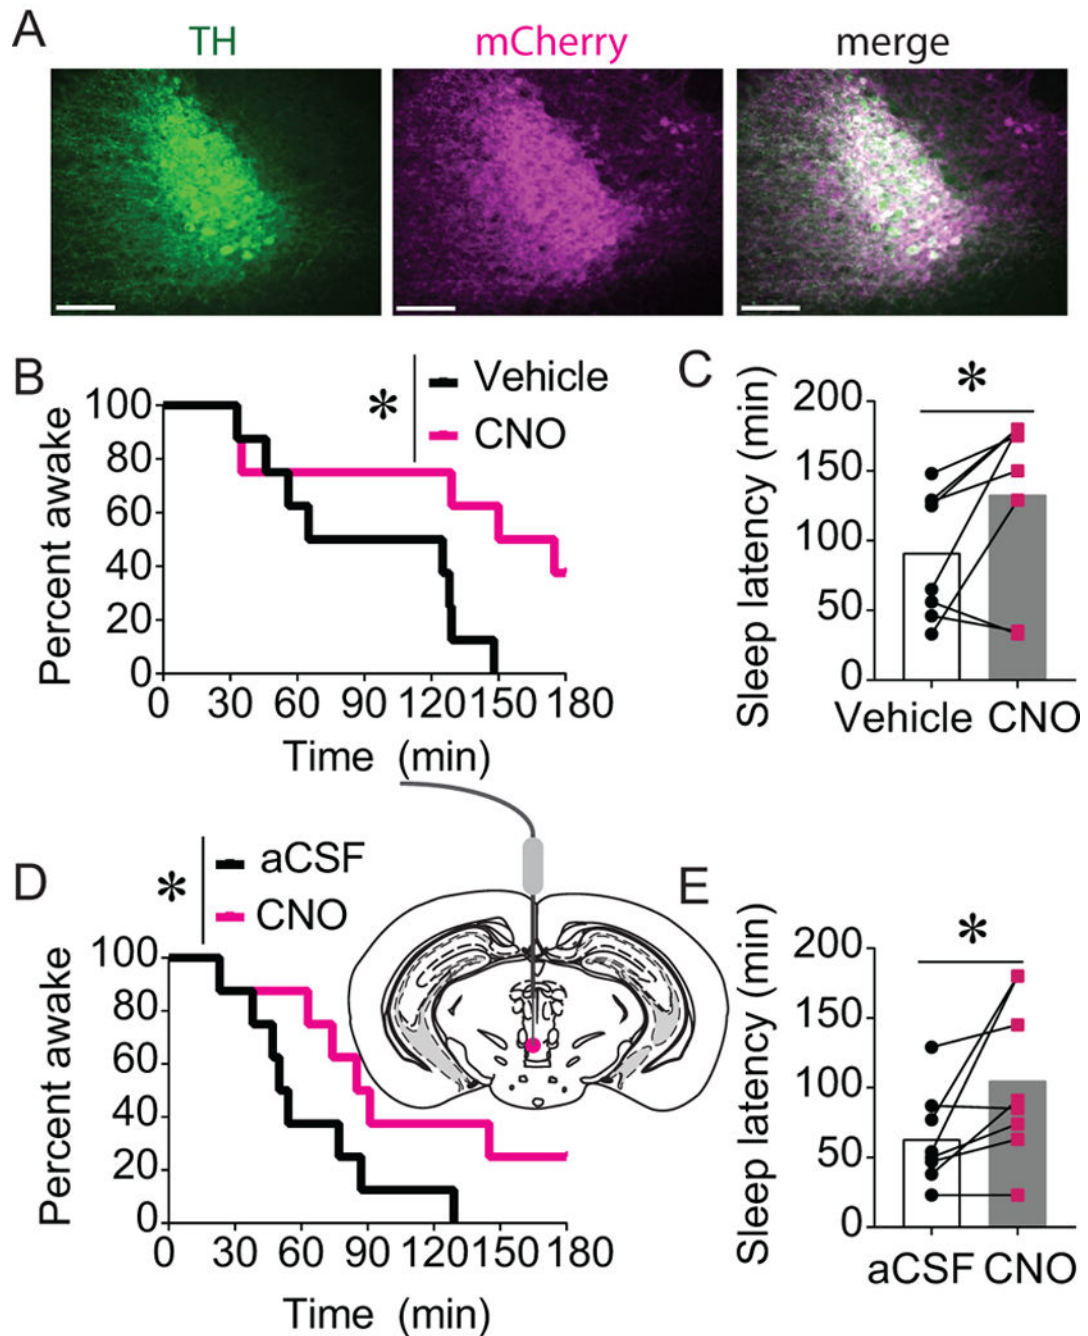 A
TH
mCherry
merge
B
Vehicle
CNO
*
100
80
60
40
20
0
Percent awake
0 30 60 90 120 150 180
Time (min)
C
*
200
150
100
50
0
Sleep latency (min)
Vehicle CNO
D
aCSF
CNO
*
100
80
60
40
20
0
Percent awake
0 30 60 90 120 150 180
Time (min)
E
*
200
150
100
50
0
Sleep latency (min)
aCSF CNO